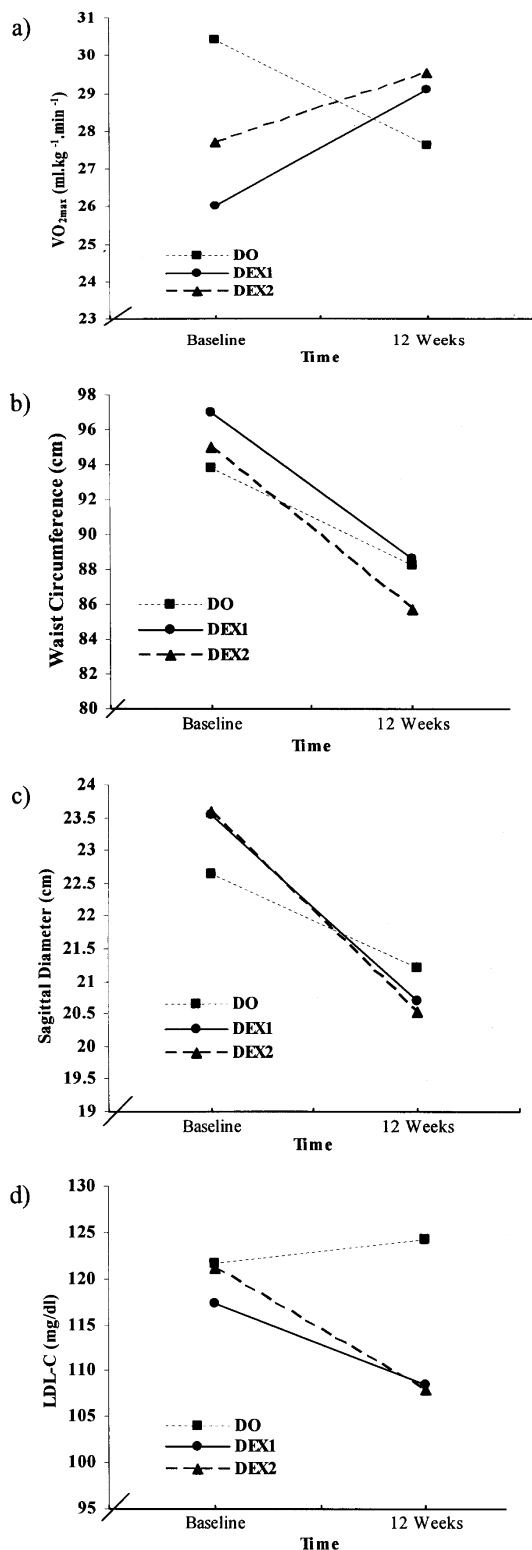 a)
VO2max (ml.kg-1.min-1)
31
30
29
28
27
26
25
24
23
DO
DEX1
DEX2
Baseline
12 Weeks
Time
b)
Waist Circumference (cm)
98
96
94
92
90
88
86
84
82
80
DO
DEX1
DEX2
Baseline
12 Weeks
Time
c)
Sagittal Diameter (cm)
24
23.5
23
22.5
22
21.5
21
20.5
20
19.5
19
DO
DEX1
DEX2
Baseline
12 Weeks
Time
d)
LDL-C (mg/dl)
130
125
120
115
110
105
100
95
DO
DEX1
DEX2
Baseline
12 Weeks
Time